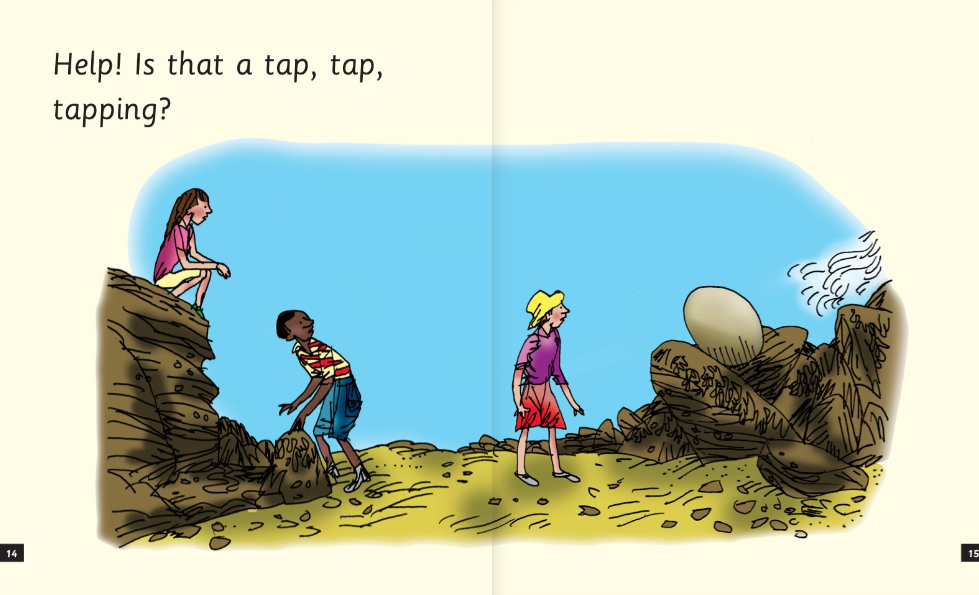 Help! Is that a tap, tap,
tapping?
14
15